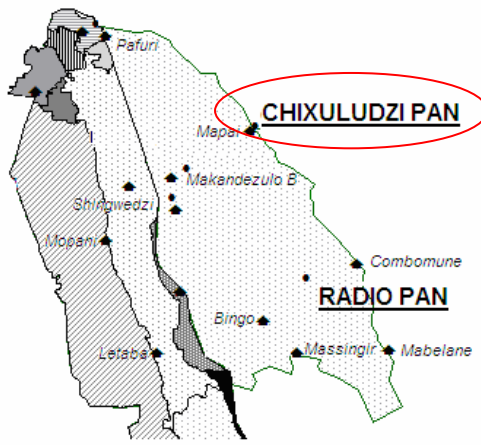 Pafuri
CHIXULUDZI PAN
Mapai
Makandezulo B
Shingwedzi
Mopani
Combomune
RADIO PAN
Bingo
Letaba
Massingir
Mabelane